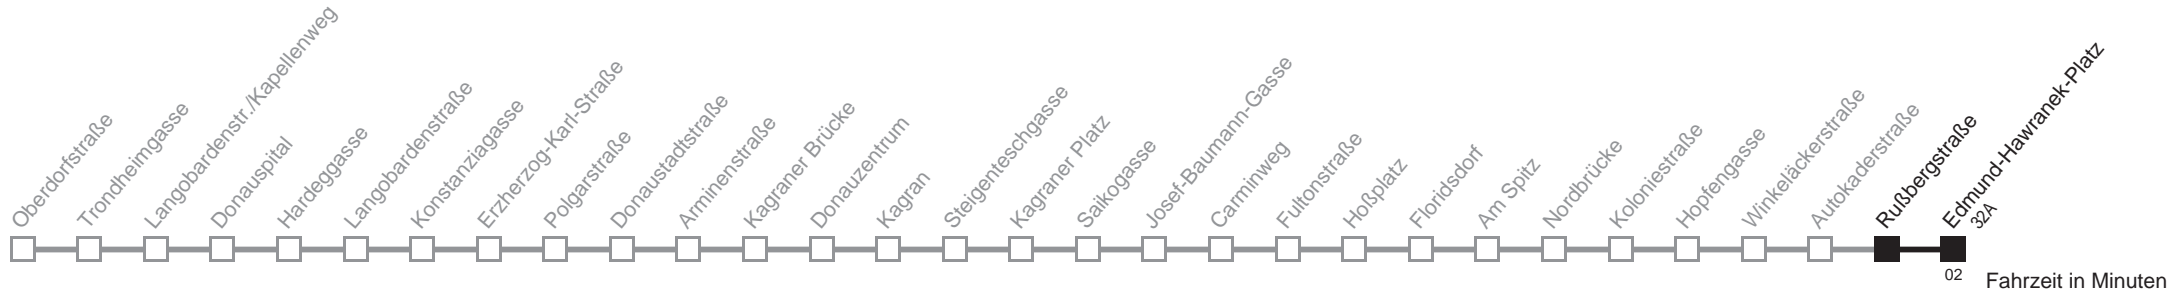 Oberdorfstraße
Trondheimgasse
Langobardenstr./Kapellenweg
Donauspital
Hardeggasse
Langobardenstraße
Konstanziagasse
Erzherzog-Karl-Straße
Polgarstraße
Donaustadtstraße
Arminenstraße
Kagraner Brücke
Donauzentrum
Kagran
Steigenteschgasse
Kagraner Platz
Saikogasse
Josef-Baumann-Gasse
Carminweg
Fultonstraße
Hoßplatz
Floridsdorf
Am Spitz
Nordbrücke
Koloniestraße
Hopfengasse
Winkeläckerstraße
Autokaderstraße
Rußbergstraße
Edmund-Hawranek-Platz
32A
02
Fahrzeit in Minuten